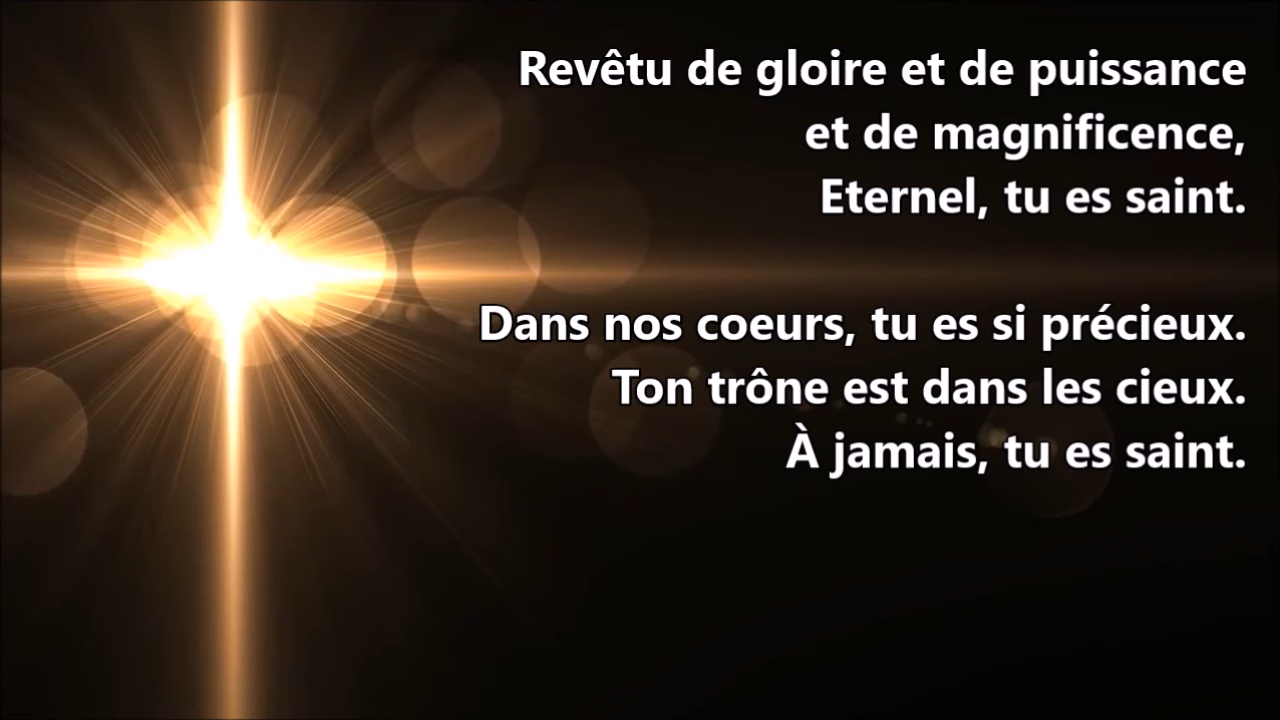 Revêtu de gloire et de puissance
et de magnificence,
Eternel, tu es saint.
Dans nos coeurs, tu es si précieux.
Ton trône est dans les cieux.
À jamais, tu es saint.